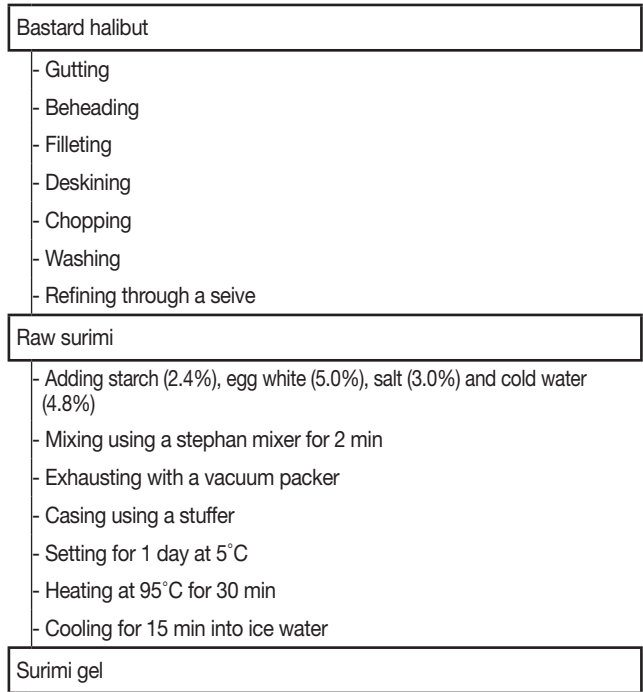 Bastard halibut
- Gutting
- Beheading
- Filleting
- Deskining
- Chopping
- Washing
- Refining through a seive
Raw surimi
- Adding starch (2.4%), egg white (5.0%), salt (3.0%) and cold water
(4.8%)
- Mixing using a stephan mixer for 2 min
- Exhausting with a vacuum packer
- Casing using a stuffer
- Setting for 1 day at 5˚C
- Heating at 95˚C for 30 min
- Cooling for 15 min into ice water
Surimi gel